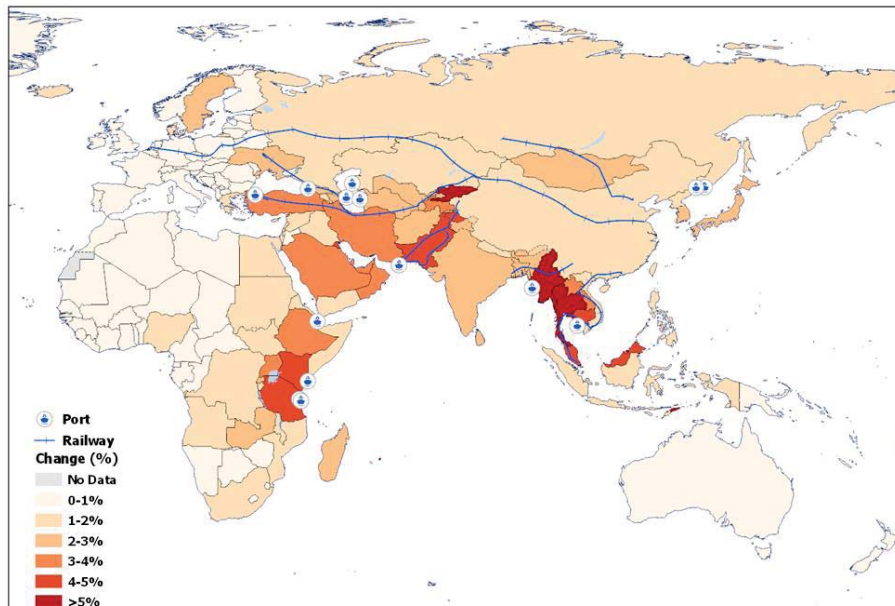 Port
Railway
Change (%)
No Data
0-1%
1-2%
2-3%
3-4%
4-5%
>5%